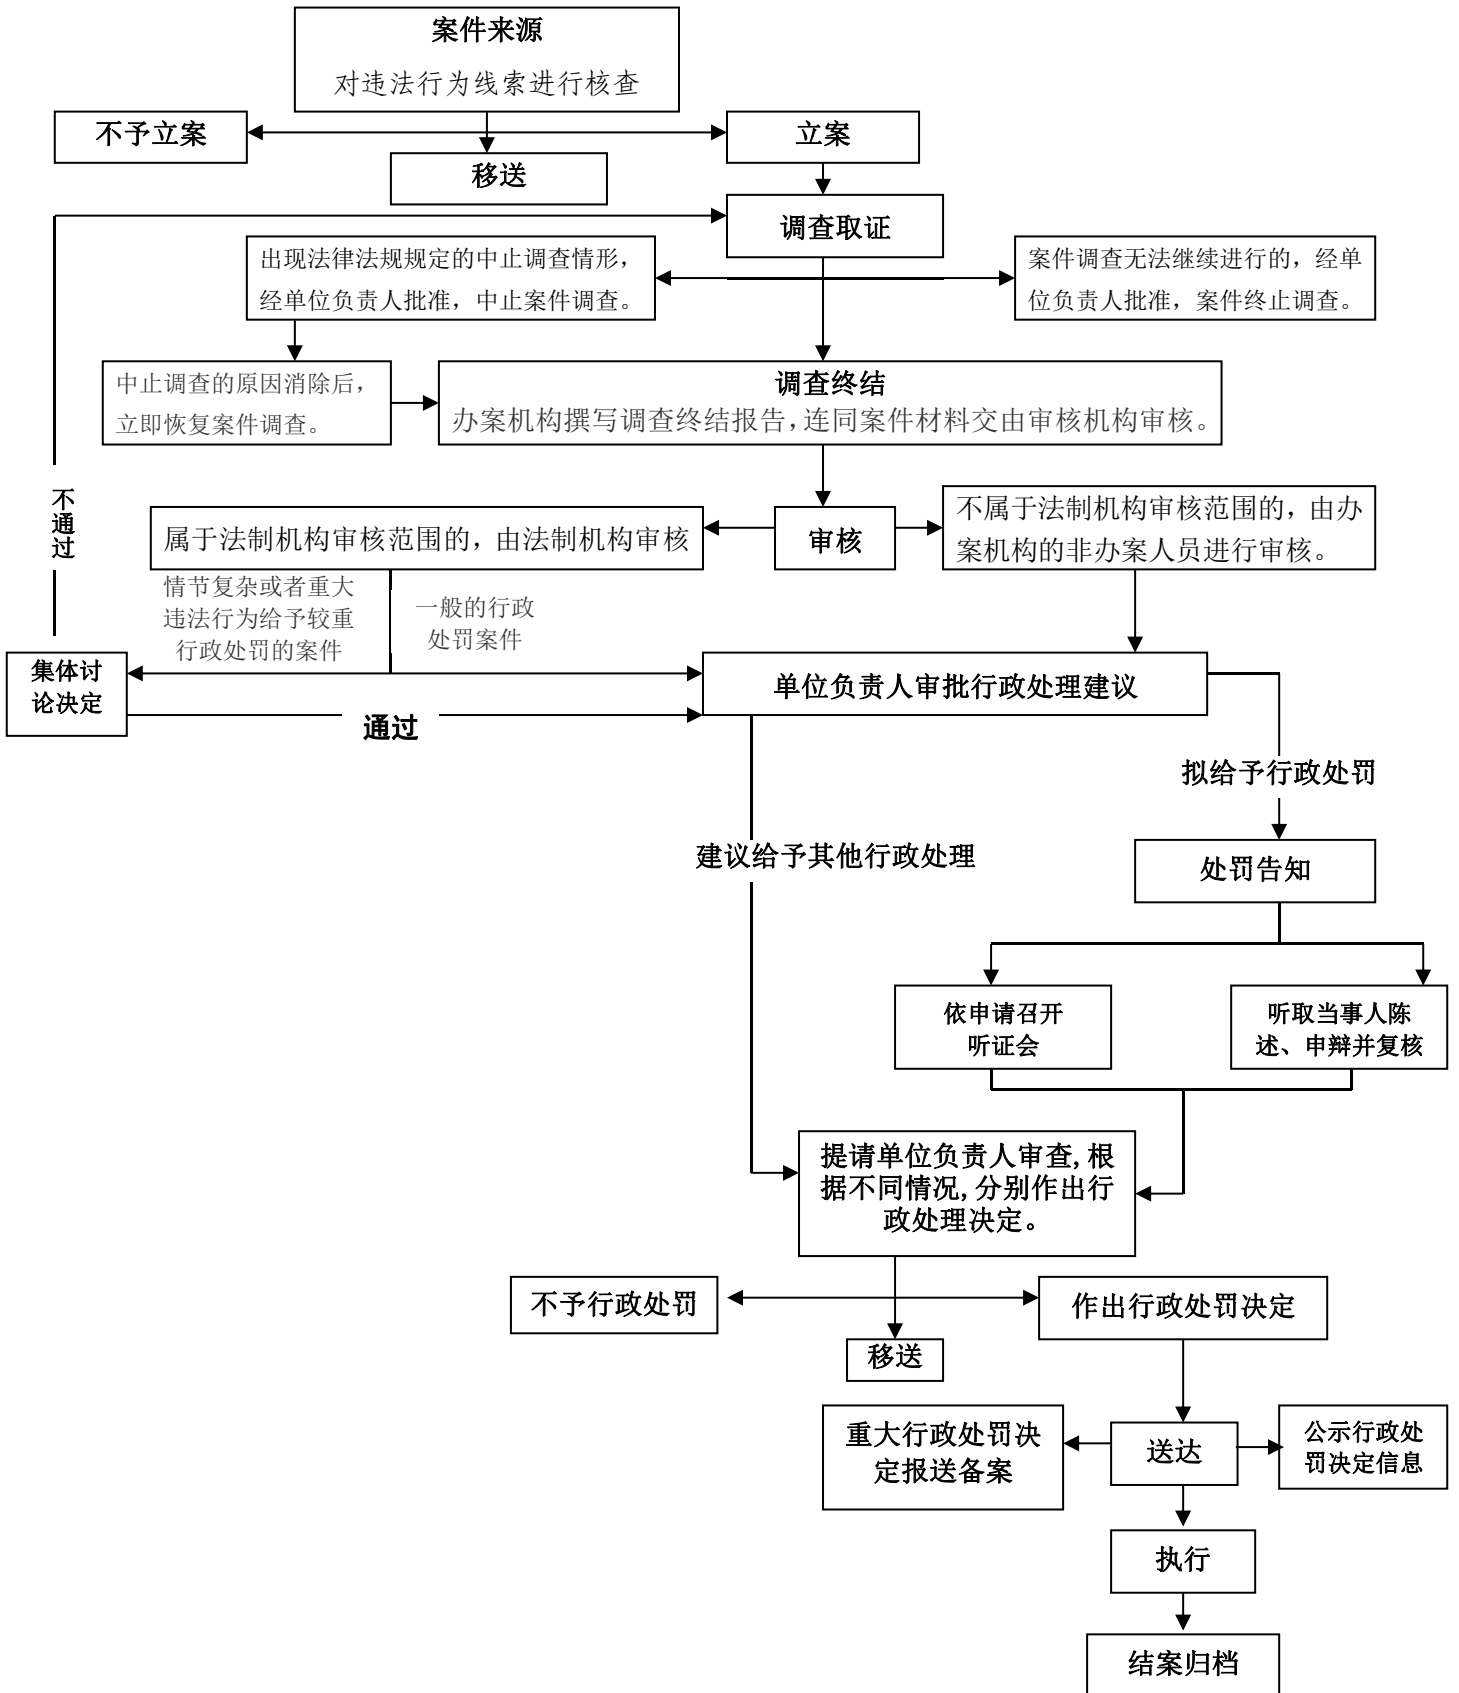 案件来源
对违法行为线索进行核查
不予立案
立案
移送
调查取证
出现法律法规规定的中止调查情形，
经单位负责人批准，中止案件调查。
案件调查无法继续进行的，经单
位负责人批准，案件终止调查。
中止调查的原因消除后，
立即恢复案件调查。
调查终结
办案机构撰写调查终结报告，连同案件材料交由审核机构审核。
不通过
属于法制机构审核范围的，由法制机构审核
审核
不属于法制机构审核范围的，由办
案机构的非办案人员进行审核。
情节复杂或者重大
违法行为给予较重
行政处罚的案件
一般的行政
处罚案件
集体讨
论决定
单位负责人审批行政处理建议
通过
拟给予行政处罚
建议给予其他行政处理
处罚告知
依申请召开
听证会
听取当事人陈
述、申辩并复核
提请单位负责人审查,根
据不同情况,分别作出行
政处理决定。
不予行政处罚
作出行政处罚决定
移送
重大行政处罚决
定报送备案
送达
公示行政处
罚决定信息
执行
结案归档